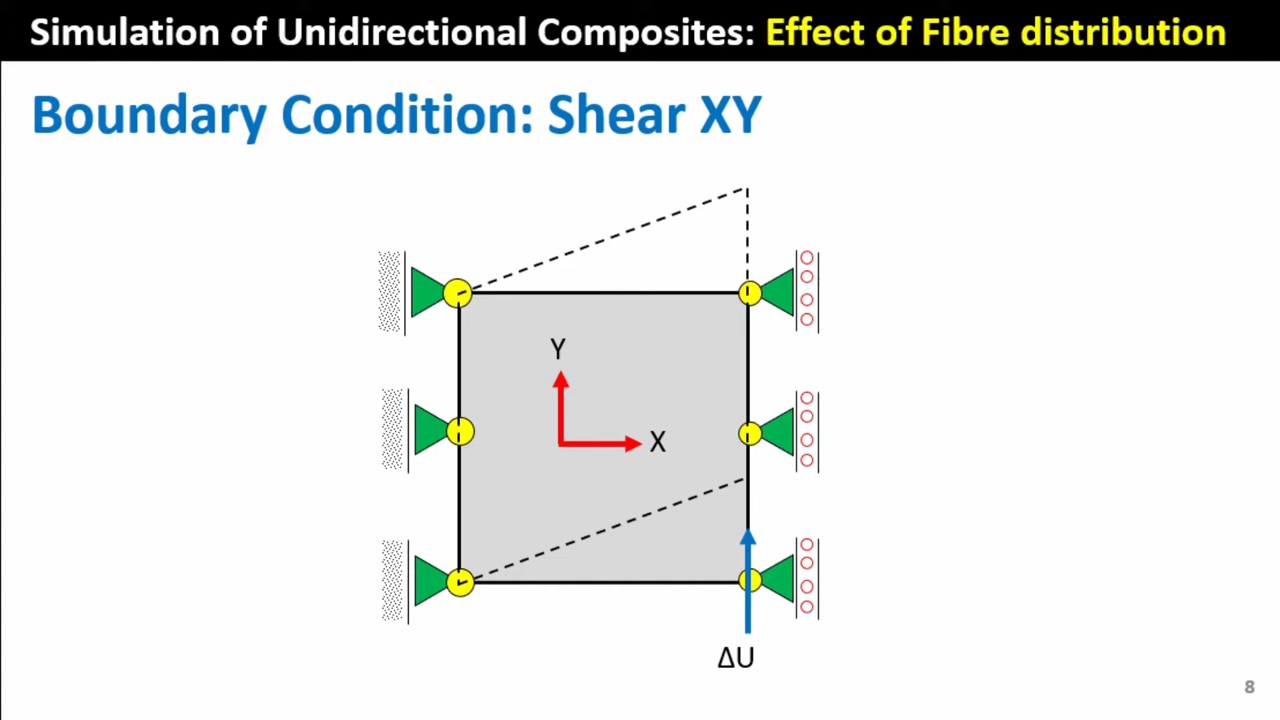 Simulation of Unidirectional Composites: Effect of Fibre distribution
Boundary Condition: Shear XY
Y
X
ΔU
8